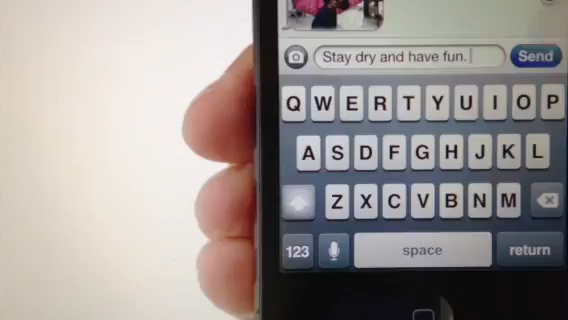 Stay dry and have fun.
Send
Q W E R T Y U I O P
A S D F G H J K L
Z X C V B N M
123 space return